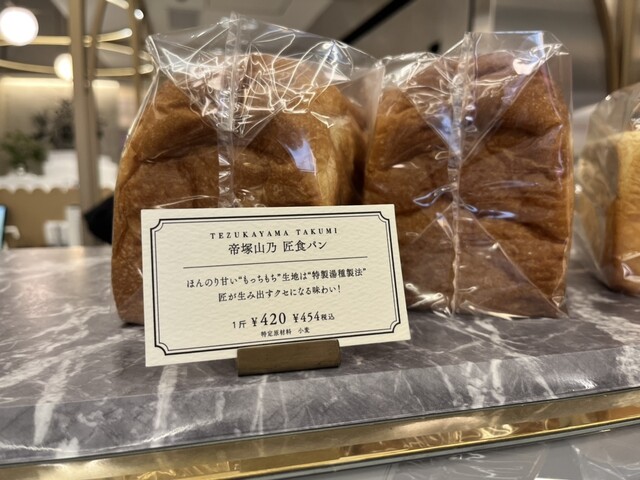 TEZUKAYAMA TAKUMI
帝塚山乃 匠食パン
ほんのり甘い“もっちもち”生地は“特製湯種製法”
匠が生み出すクセになる味わい!
1斤 ¥420 ¥454税込
特定原材料 小麦